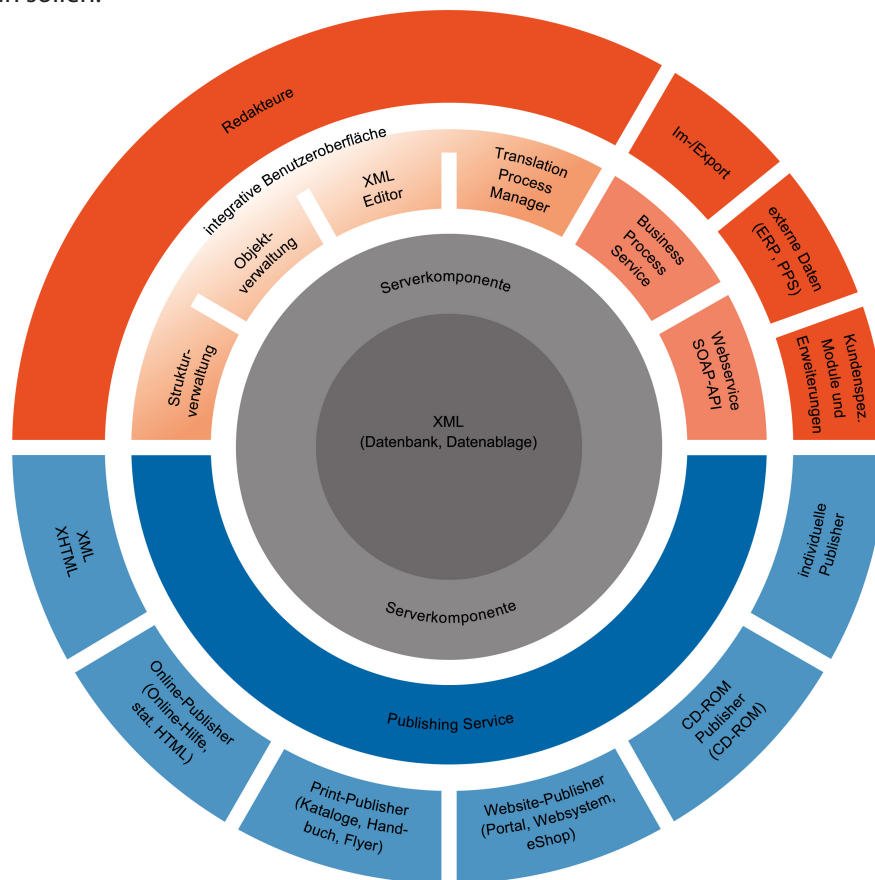 in sollen.
Redakteure
Im-/Export
externe Daten
(ERP, PPS)
Kundenspez.
Module und
Erweiterungen
integrative Benutzeroberfläche
Struktur-
verwaltung
Objekt-
verwaltung
XML
Editor
Translation
Process
Manager
Business
Process
Service
Webservice
SOAP-API
Serverkomponente
XML
(Datenbank, Datenablage)
Serverkomponente
Publishing Service
XML
XHTML
Online-Publisher
(Online-Hilfe,
stat. HTML)
Print-Publisher
(Kataloge, Hand-
buch, Flyer)
Website-Publisher
(Portal, Websystem,
eShop)
CD-ROM
Publisher
(CD-ROM)
individuelle
Publisher